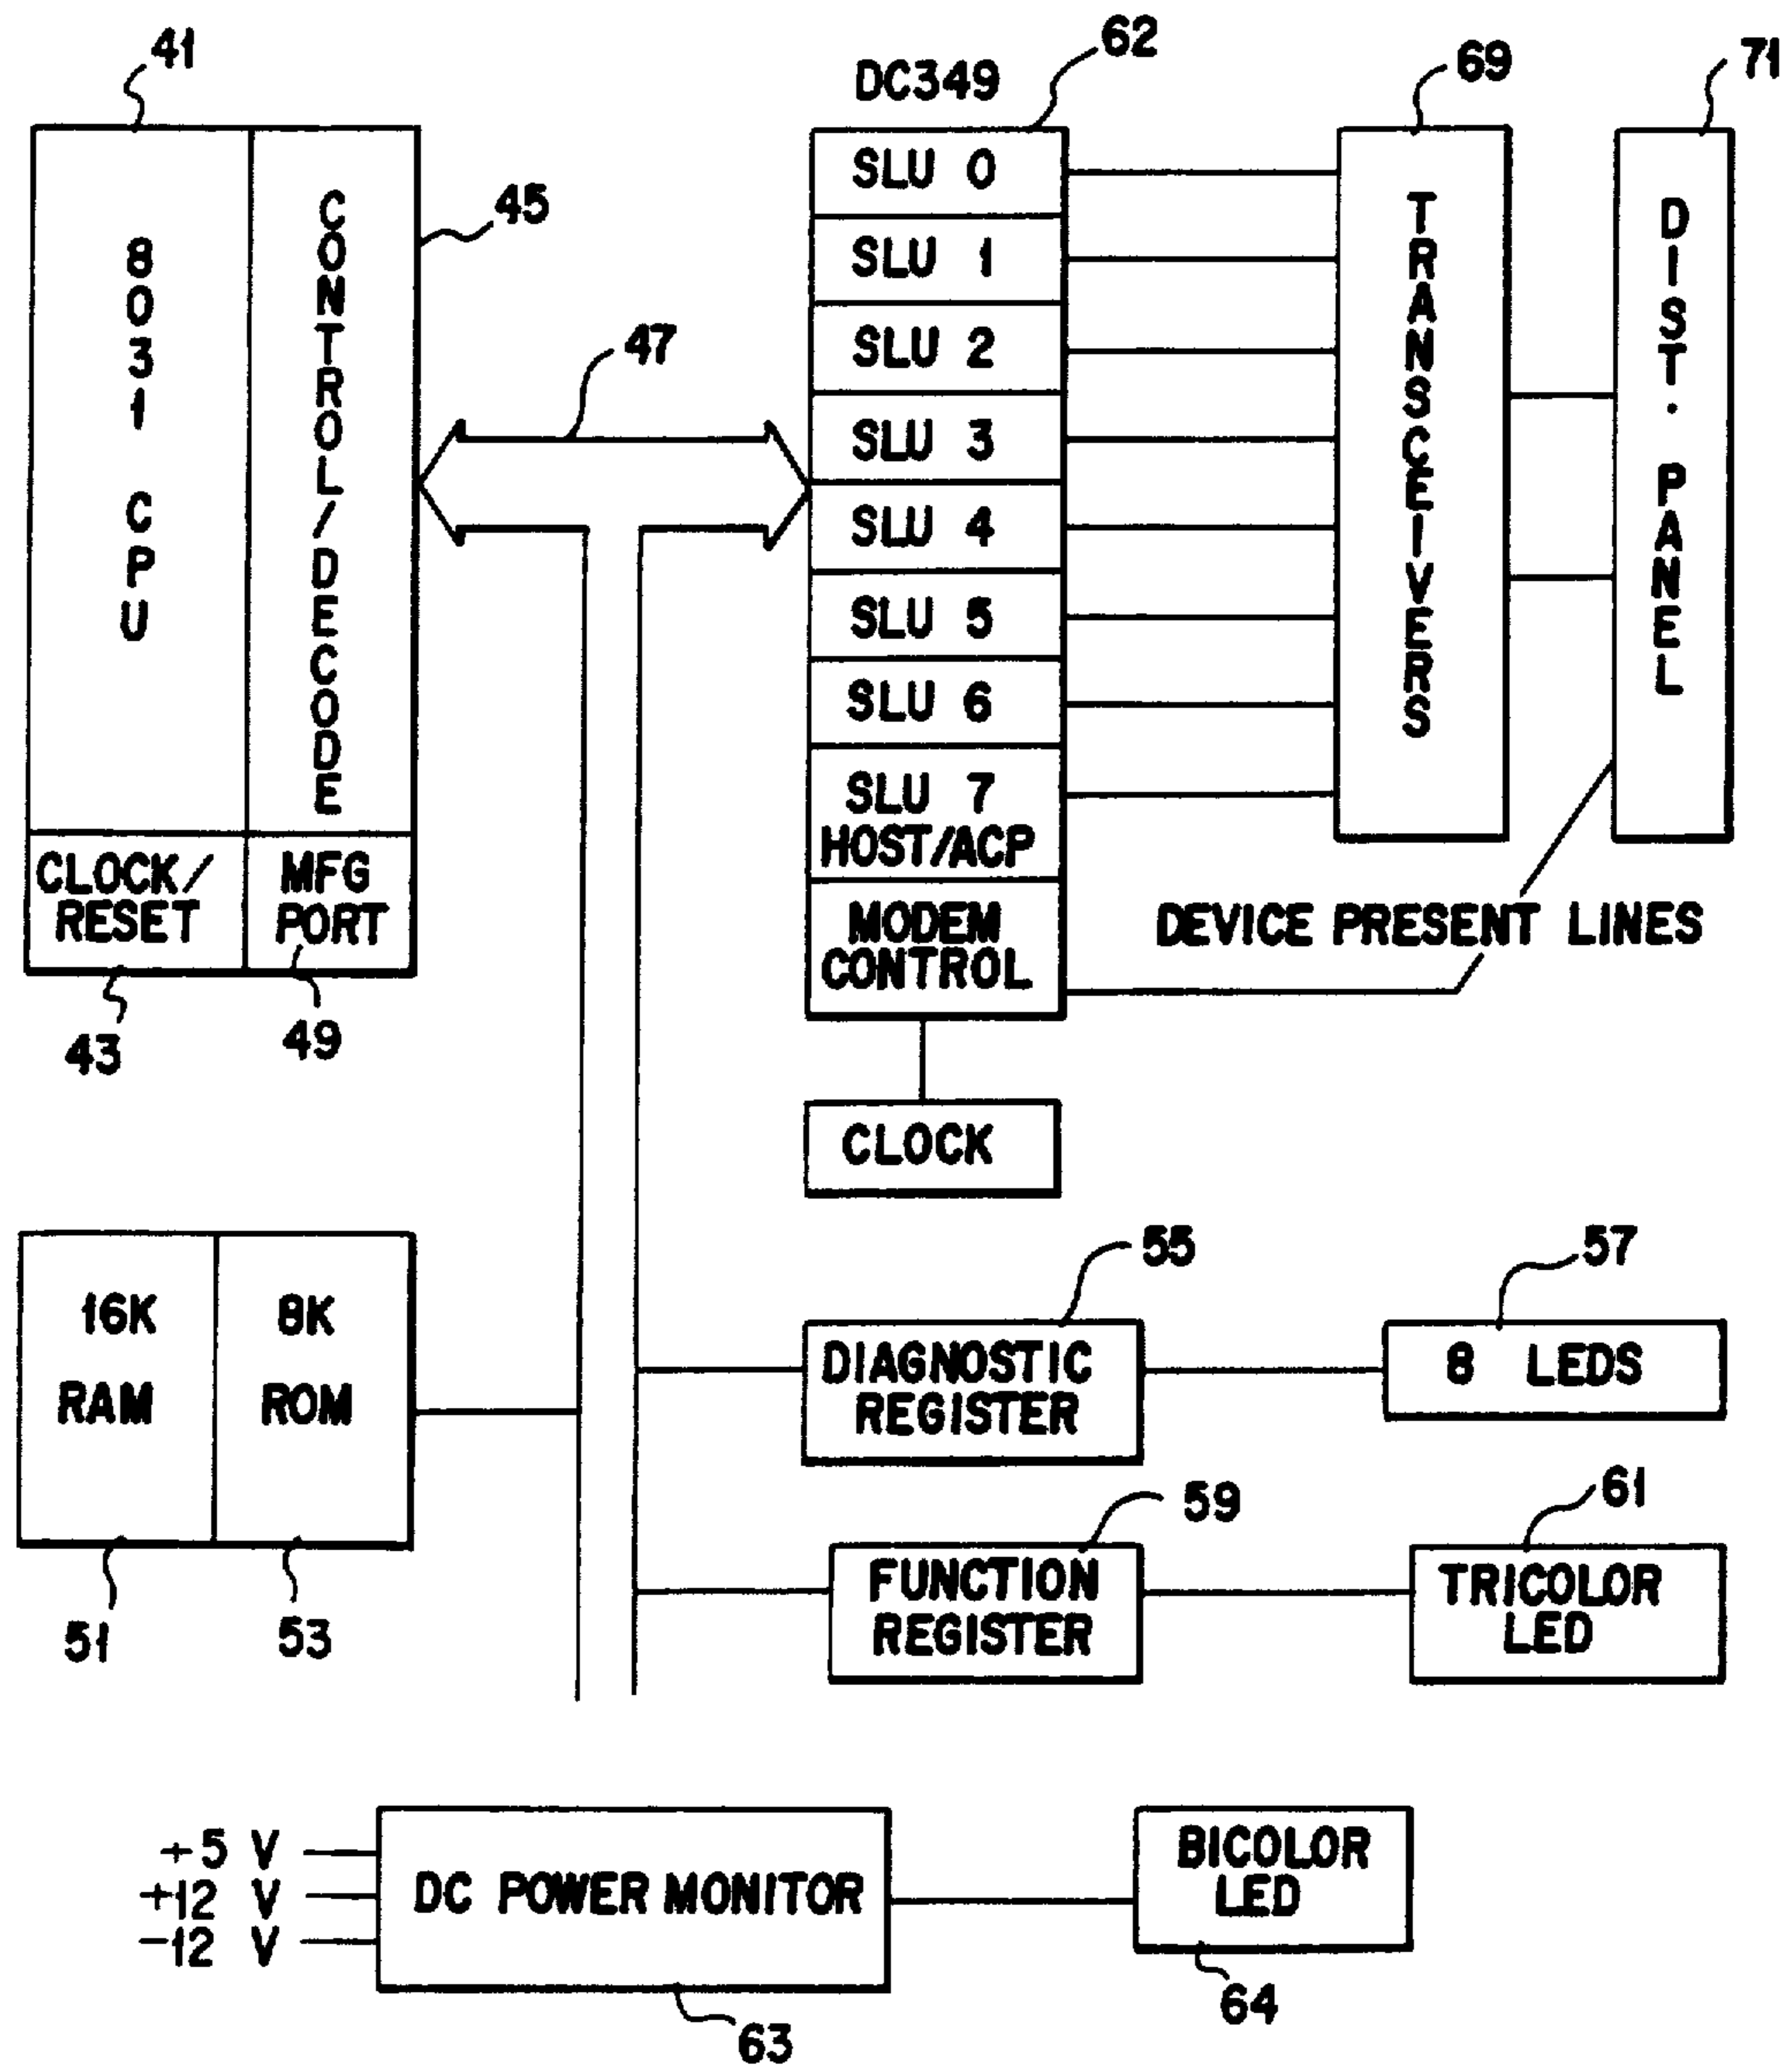 41
8031 CPU
CONTROL/DECODE
45
CLOCK/
RESET
MFG
PORT
43
49
47
DC349
62
SLU 0
SLU 1
SLU 2
SLU 3
SLU 4
SLU 5
SLU 6
SLU 7
HOST/ACP
MODEM
CONTROL
CLOCK
69
TRANSCEIVERS
71
DIST. PANEL
DEVICE PRESENT LINES
16K
RAM
8K
ROM
51
53
55
DIAGNOSTIC
REGISTER
57
8 LEDS
59
FUNCTION
REGISTER
61
TRICOLOR
LED
+5 V
+12 V
-12 V
DC POWER MONITOR
63
BICOLOR
LED
64